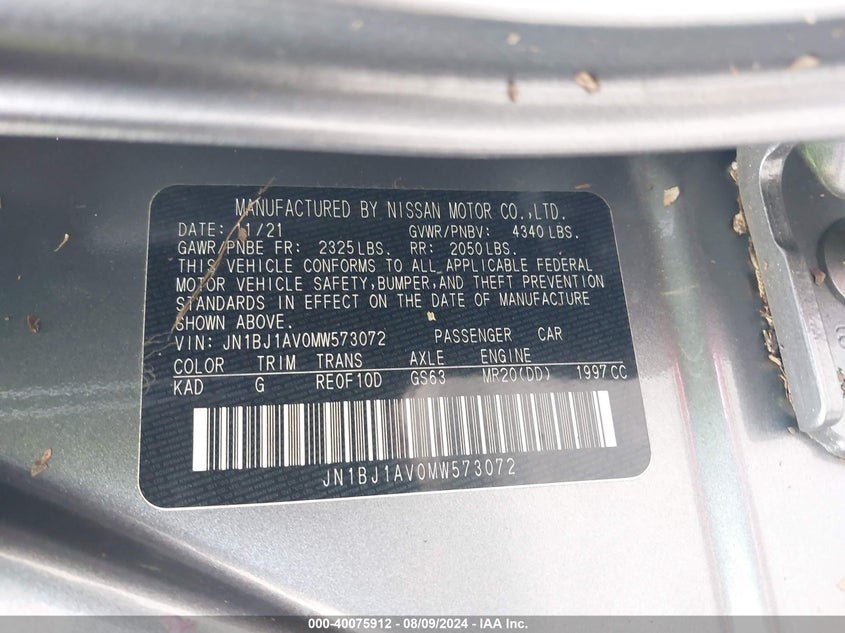 MANUFACTURED BY NISSAN MOTOR CO.,LTD.
DATE: 1/21 GVWR/PNBV: 4340 LBS.
GAWR/PNBE FR: 2325 LBS. RR: 2050 LBS.
THIS VEHICLE CONFORMS TO ALL APPLICABLE FEDERAL
MOTOR VEHICLE SAFETY,BUMPER,AND THEFT PREVENTION
STANDARDS IN EFFECT ON THE DATE OF MANUFACTURE
SHOWN ABOVE.
VIN: JN1BJ1AV0MW573072 PASSENGER CAR
COLOR TRIM TRANS AXLE ENGINE
KAD G RE0F10D GS63 MR20(DD) 1997 CC
JN1BJ1AV0MW573072
000-40075912 - 08/09/2024 - IAA Inc.